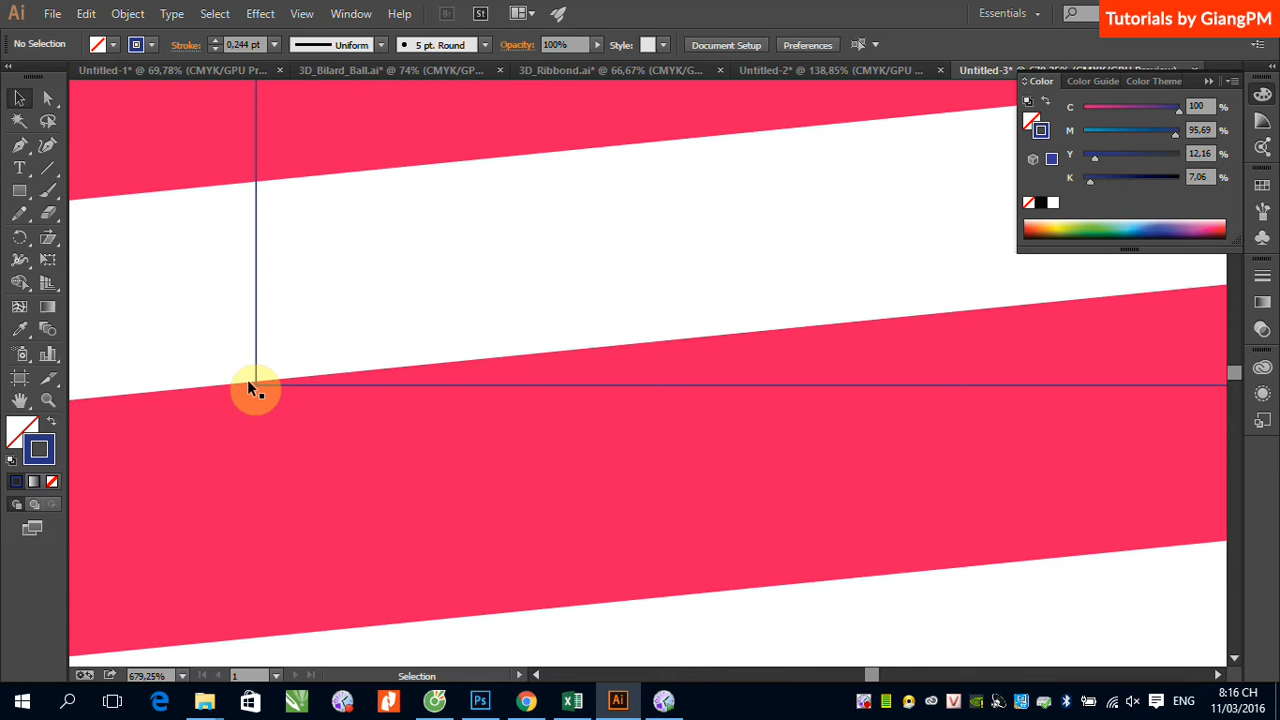 Ai File Edit Object Type Select Effect View Window Help Br St Essentials Tutorials by GiangPM
No Selection Stroke: 0,244 pt Uniform 5 pt. Round Opacity: 100% Style: Document Setup Preferences
Untitled-1* @ 69,78% (CMYK/GPU Pr... 3D_Bilard_Ball.ai* @ 74% (CMYK/GP... 3D_Ribbond.ai* @ 66,67% (CMYK/G... Untitled-2* @ 138,85% (CMYK/GPU ...
Color Color Guide Color Theme
C 100 %
M 95,69 %
Y 12,16 %
K 7,06 %
679,25% 1 Selection
Ps Ai V ENG 8:16 CH
11/03/2016